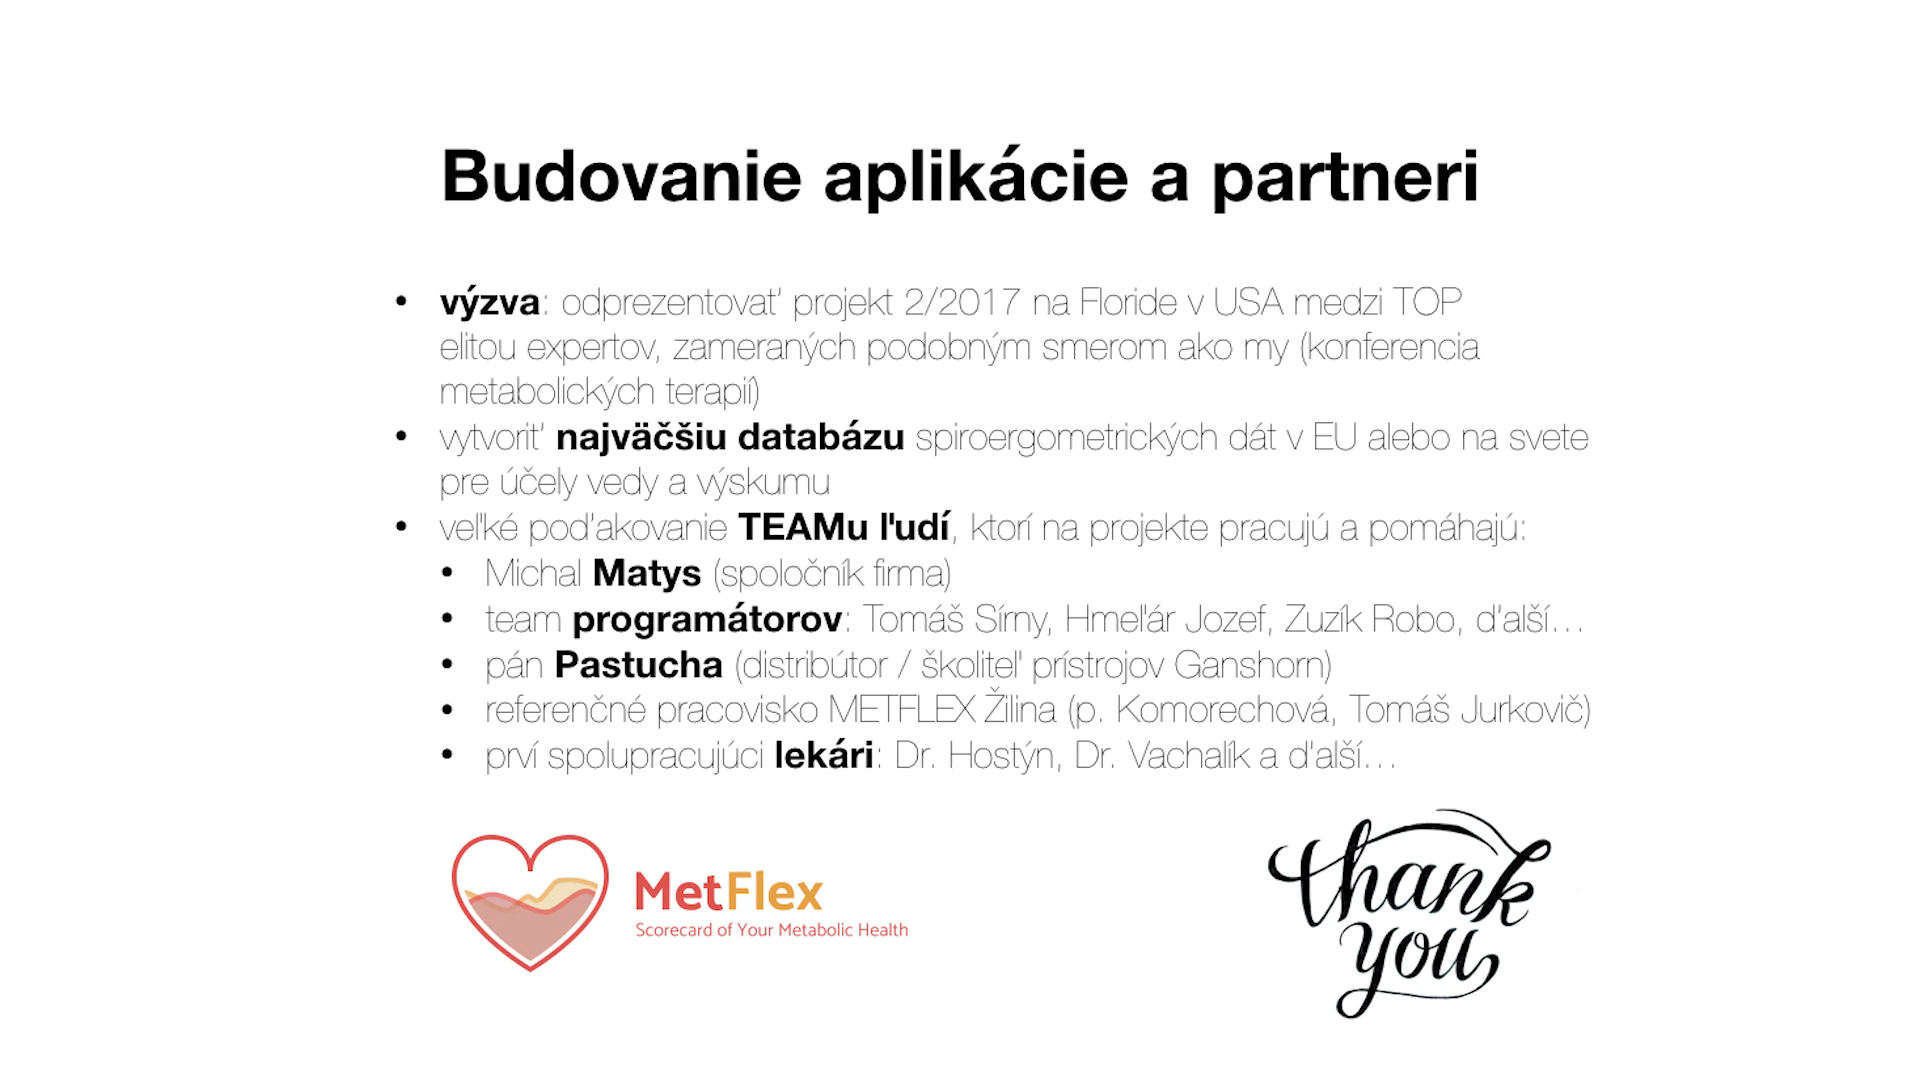 Budovanie aplikácie a partneri
• výzva: odprezentovať projekt 2/2017 na Floride v USA medzi TOP
elitou expertov, zameraných podobným smerom ako my (konferencia
metabolických terapií)
• vytvoriť najväčšiu databázu spiroergometrických dát v EU alebo na svete
pre účely vedy a výskumu
• veľké poďakovanie TEAMu ľudí, ktorí na projekte pracujú a pomáhajú:
• Michal Matys (spoločník firma)
• team programátorov: Tomáš Sírny, Hmeľár Jozef, Zuzík Robo, ďalší…
• pán Pastucha (distribútor / školiteľ prístrojov Ganshorn)
• referenčné pracovisko METFLEX Žilina (p. Komorechová, Tomáš Jurkovič)
• prví spolupracujúci lekári: Dr. Hostýn, Dr. Vachalík a ďalší…
MetFlex
Scorecard of Your Metabolic Health
thank
you